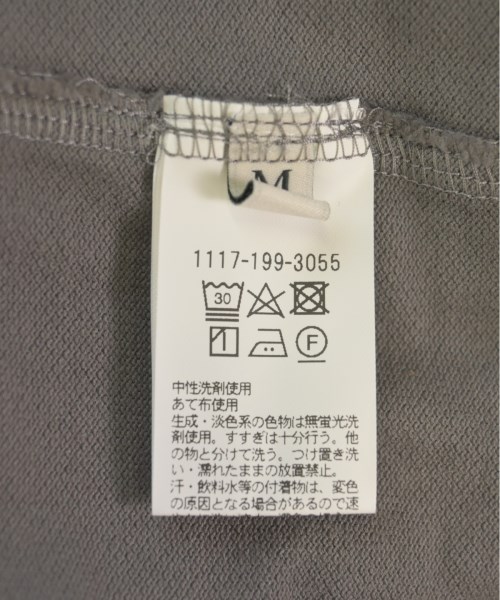 M
1117-199-3055
30
F
中性洗剤使用
あて布使用
生成・淡色系の色物は無蛍光洗
剤使用。すすぎは十分行う。他
の物と分けて洗う。つけ置き洗
い・濡れたままの放置禁止。
汗・飲料水等の付着物は、変色
の原因となる場合があるので速